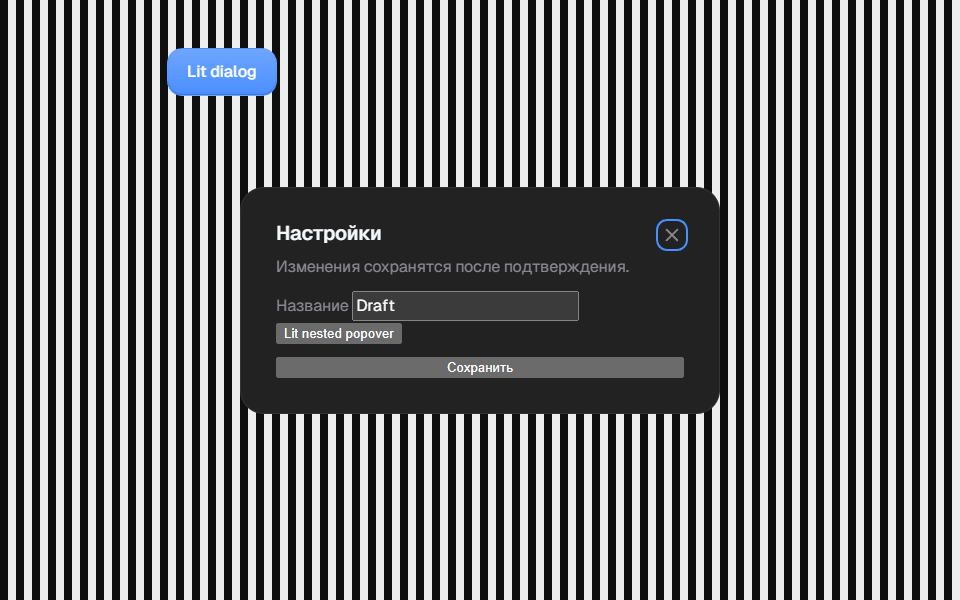 Lit dialog
Настройки
Изменения сохранятся после подтверждения.
Название Draft
Lit nested popover
Сохранить